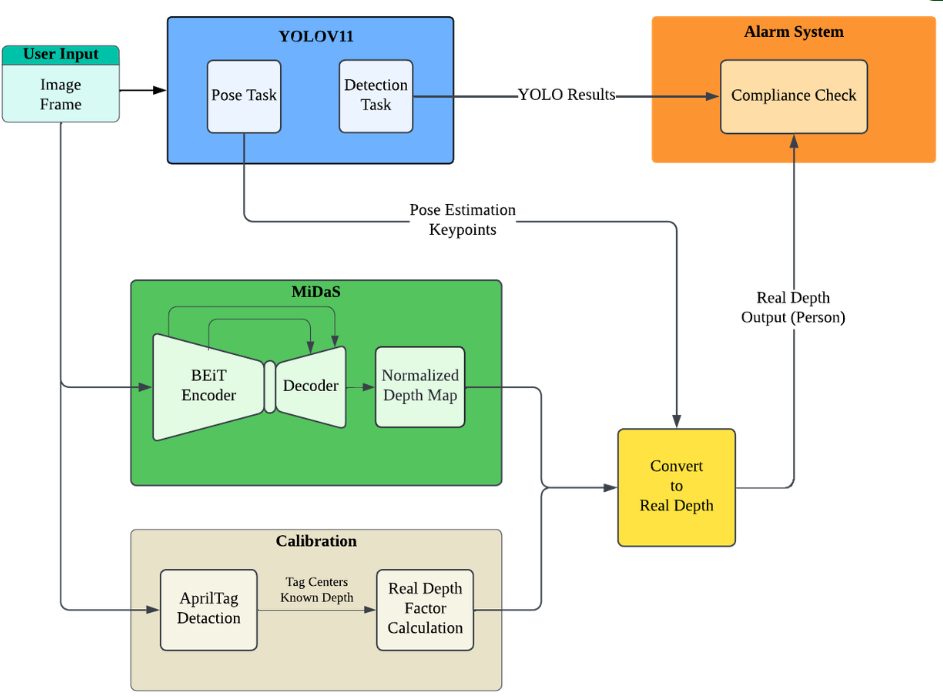 User Input
Image
Frame
YOLOV11
Pose Task
Detection
Task
YOLO Results
Alarm System
Compliance Check
Pose Estimation
Keypoints
MiDaS
BEiT
Encoder
Decoder
Normalized
Depth Map
Real Depth
Output (Person)
Convert
to
Real Depth
Calibration
AprilTag
Detaction
Tag Centers
Known Depth
Real Depth
Factor
Calculation